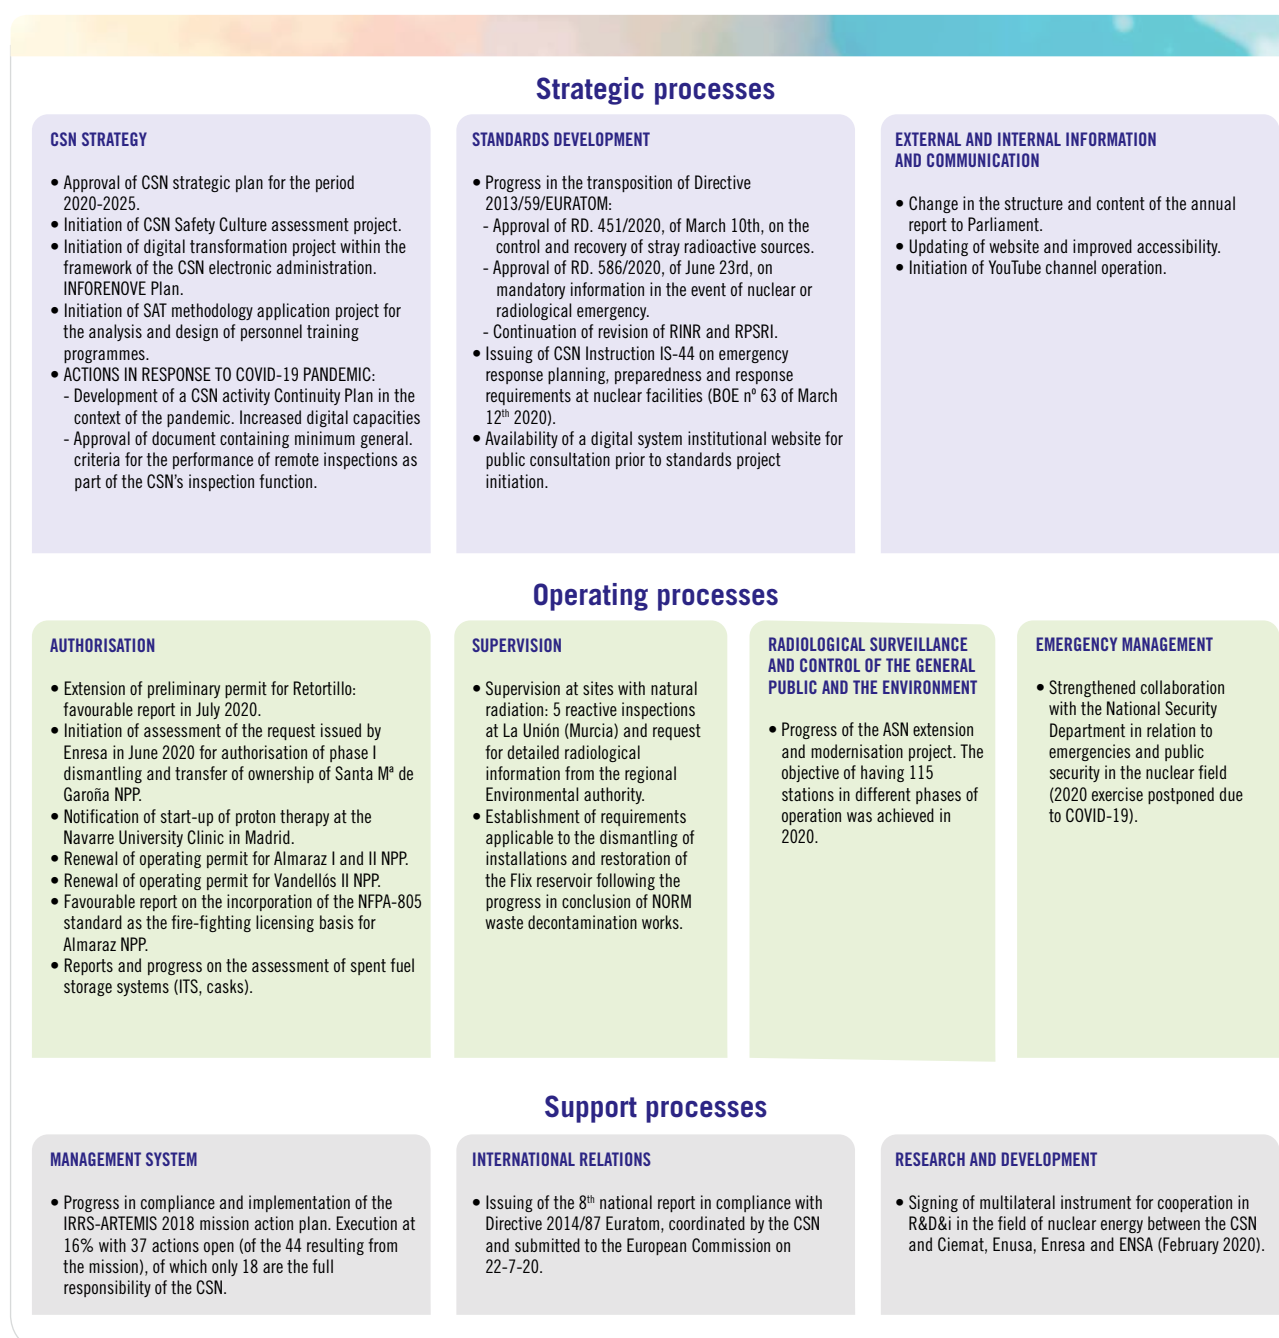 Strategic processes
CSN STRATEGY
• Approval of CSN strategic plan for the period
2020-2025.
• Initiation of CSN Safety Culture assessment project.
• Initiation of digital transformation project within the
framework of the CSN electronic administration.
INFORENOVE Plan.
• Initiation of SAT methodology application project for
the analysis and design of personnel training
programmes.
• ACTIONS IN RESPONSE TO COVID-19 PANDEMIC:
- Development of a CSN activity Continuity Plan in the
context of the pandemic. Increased digital capacities
- Approval of document containing minimum general.
criteria for the performance of remote inspections as
part of the CSN's inspection function.
STANDARDS DEVELOPMENT
• Progress in the transposition of Directive
2013/59/EURATOM:
- Approval of RD. 451/2020, of March 10th, on the
control and recovery of stray radioactive sources.
- Approval of RD. 586/2020, of June 23rd, on
mandatory information in the event of nuclear or
radiological emergency.
- Continuation of revision of RINR and RPSRI.
• Issuing of CSN Instruction IS-44 on emergency
response planning, preparedness and response
requirements at nuclear facilities (BOE nº 63 of March
12th 2020).
• Availability of a digital system institutional website for
public consultation prior to standards project
initiation.
EXTERNAL AND INTERNAL INFORMATION
AND COMMUNICATION
• Change in the structure and content of the annual
report to Parliament.
• Updating of website and improved accessibility.
• Initiation of YouTube channel operation.
Operating processes
AUTHORISATION
• Extension of preliminary permit for Retortillo:
favourable report in July 2020.
• Initiation of assessment of the request issued by
Enresa in June 2020 for authorisation of phase I
dismantling and transfer of ownership of Santa Mª de
Garoña NPP.
• Notification of start-up of proton therapy at the
Navarre University Clinic in Madrid.
• Renewal of operating permit for Almaraz I and II NPP.
• Renewal of operating permit for Vandellós II NPP.
• Favourable report on the incorporation of the NFPA-805
standard as the fire-fighting licensing basis for
Almaraz NPP.
• Reports and progress on the assessment of spent fuel
storage systems (ITS, casks).
SUPERVISION
• Supervision at sites with natural
radiation: 5 reactive inspections
at La Unión (Murcia) and request
for detailed radiological
information from the regional
Environmental authority.
• Establishment of requirements
applicable to the dismantling of
installations and restoration of
the Flix reservoir following the
progress in conclusion of NORM
waste decontamination works.
RADIOLOGICAL SURVEILLANCE
AND CONTROL OF THE GENERAL
PUBLIC AND THE ENVIRONMENT
• Progress of the ASN extension
and modernisation project. The
objective of having 115
stations in different phases of
operation was achieved in
2020.
EMERGENCY MANAGEMENT
• Strengthened collaboration
with the National Security
Department in relation to
emergencies and public
security in the nuclear field
(2020 exercise postponed due
to COVID-19).
Support processes
MANAGEMENT SYSTEM
• Progress in compliance and implementation of the
IRRS-ARTEMIS 2018 mission action plan. Execution at
16% with 37 actions open (of the 44 resulting from
the mission), of which only 18 are the full
responsibility of the CSN.
INTERNATIONAL RELATIONS
• Issuing of the 8th national report in compliance with
Directive 2014/87 Euratom, coordinated by the CSN
and submitted to the European Commission on
22-7-20.
RESEARCH AND DEVELOPMENT
• Signing of multilateral instrument for cooperation in
R&D&i in the field of nuclear energy between the CSN
and Ciemat, Enusa, Enresa and ENSA (February 2020).